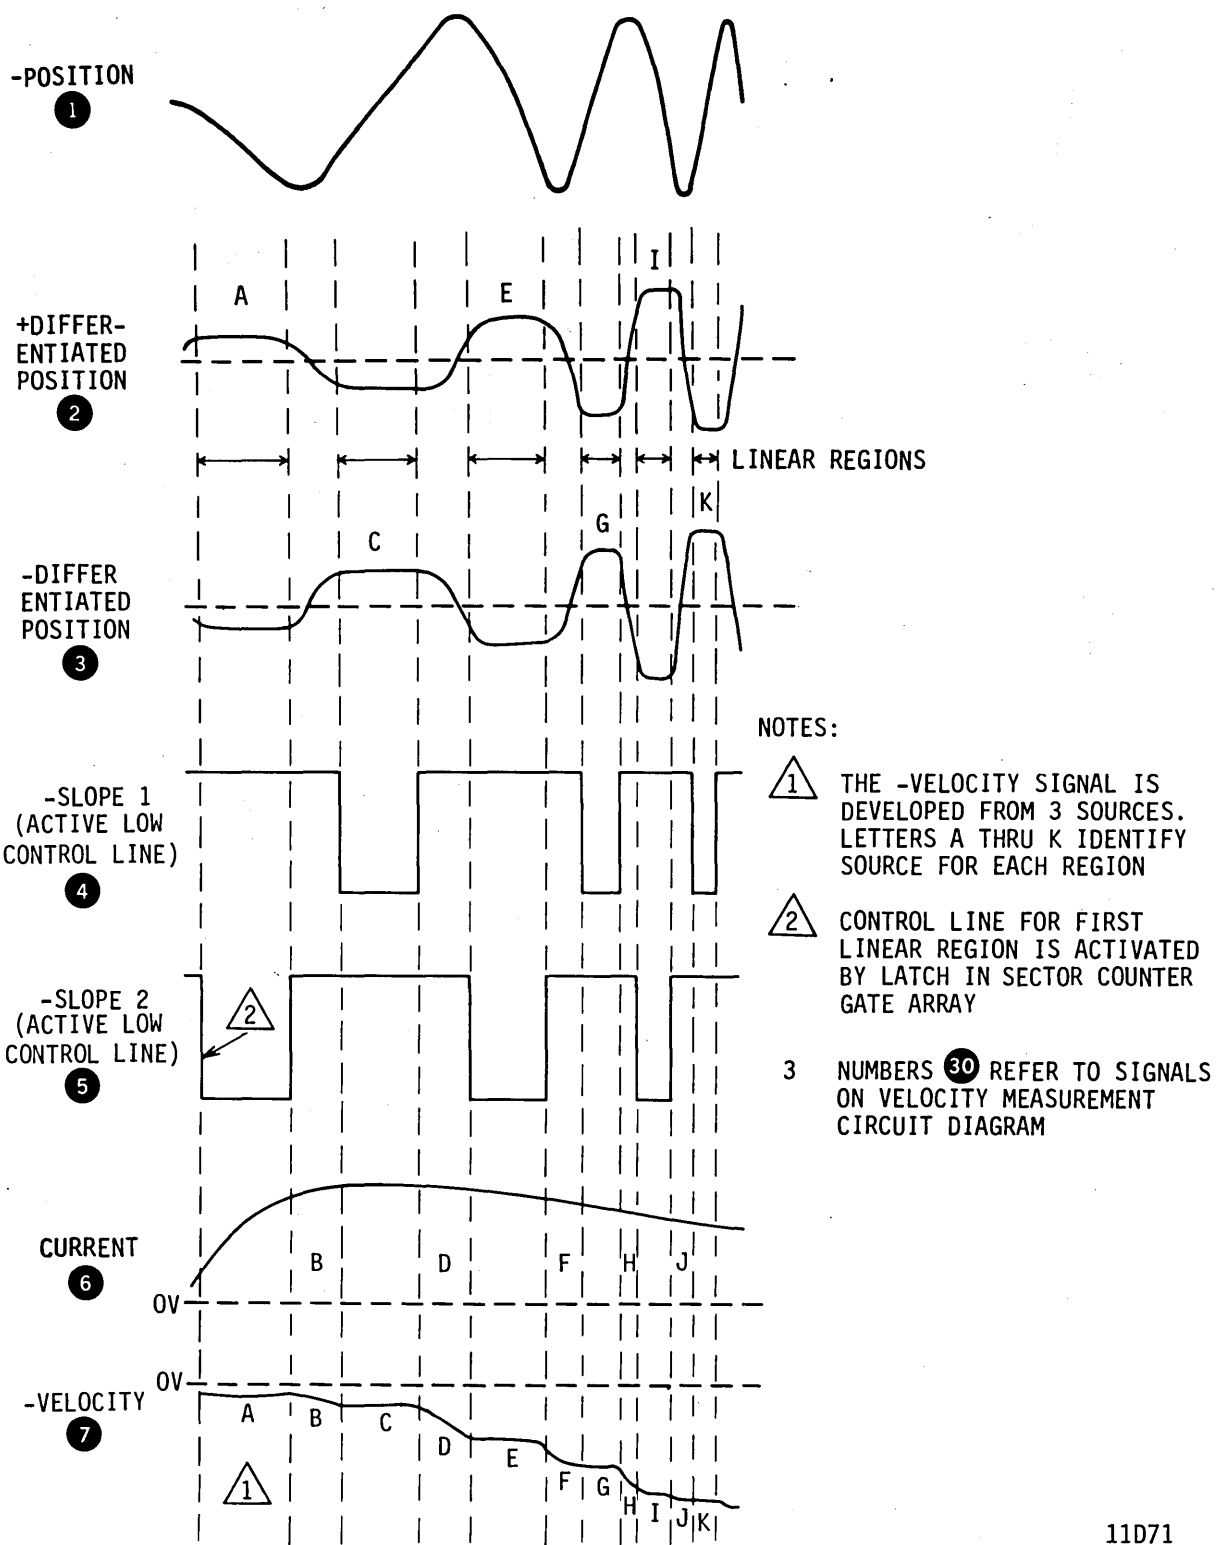 -POSITION
1
+DIFFER-
ENTIATED
POSITION
2
A
E
I
LINEAR REGIONS
-DIFFER
ENTIATED
POSITION
3
C
G
K
-SLOPE 1
(ACTIVE LOW
CONTROL LINE)
4
-SLOPE 2
(ACTIVE LOW
CONTROL LINE)
5
2
NOTES:
1 THE -VELOCITY SIGNAL IS
DEVELOPED FROM 3 SOURCES.
LETTERS A THRU K IDENTIFY
SOURCE FOR EACH REGION
2 CONTROL LINE FOR FIRST
LINEAR REGION IS ACTIVATED
BY LATCH IN SECTOR COUNTER
GATE ARRAY
3 NUMBERS 30 REFER TO SIGNALS
ON VELOCITY MEASUREMENT
CIRCUIT DIAGRAM
CURRENT
6
B D F H J
0V
0V
-VELOCITY
7
A B C D E F G H I J K
1
11D71